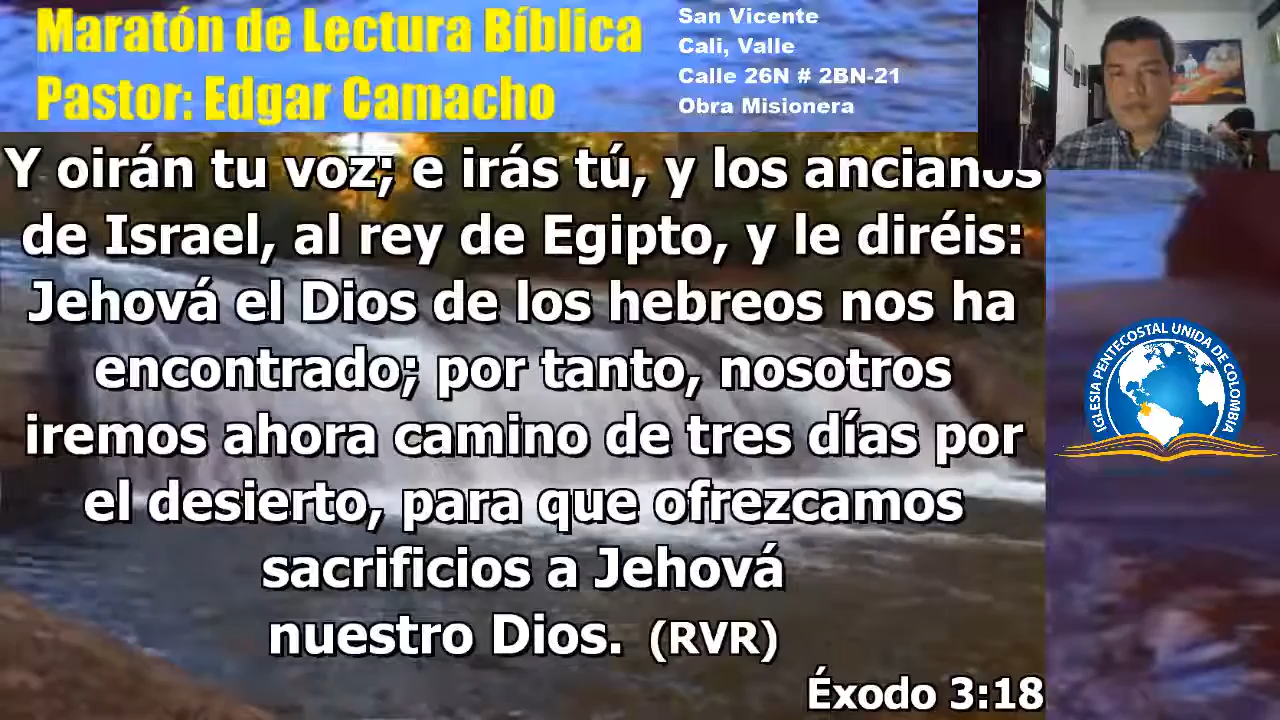 Maratón de Lectura Bíblica
Pastor: Edgar Camacho
San Vicente
Cali, Valle
Calle 26N # 2BN-21
Obra Misionera
Y oirán tu voz; e irás tú, y los ancianos
de Israel, al rey de Egipto, y le diréis:
Jehová el Dios de los hebreos nos ha
encontrado; por tanto, nosotros
iremos ahora camino de tres días por
el desierto, para que ofrezcamos
sacrificios a Jehová
nuestro Dios. (RVR)
Éxodo 3:18
IGLESIA PENTECOSTAL UNIDA DE COLOMBIA